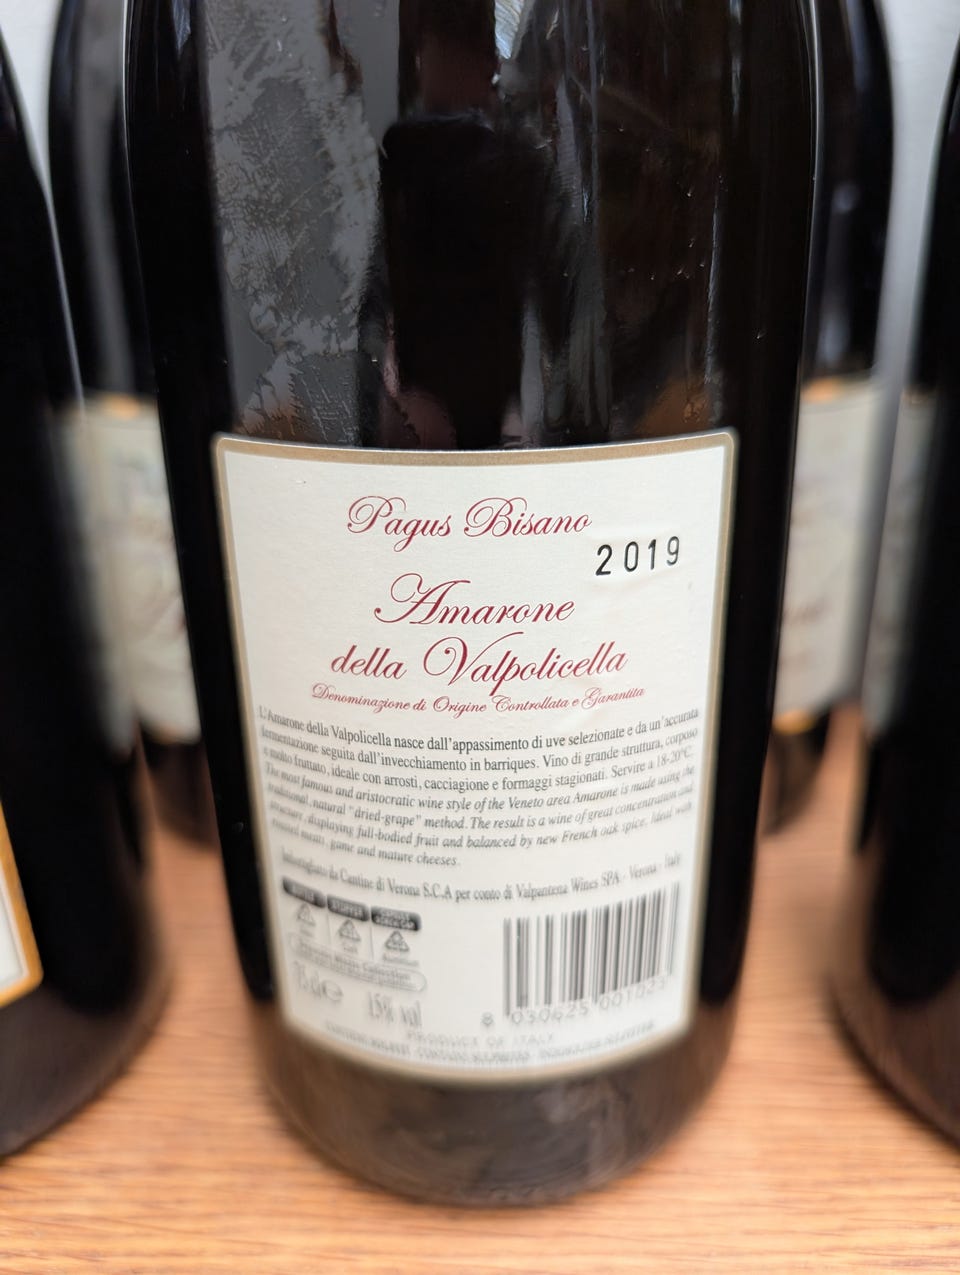 Pagus Bisano
2019
Amarone
della Valpolicella
Denominazione di Origine Controllata e Garantita
L'Amarone della Valpolicella nasce dall'appassimento di uve selezionate e da un'accurata
fermentazione seguita dall'invecchiamento in barriques. Vino di grande struttura, corposo
e molto fruttato, ideale con arrosti, cacciagione e formaggi stagionati. Servire a 18-20°C.
The most famous and aristocratic wine style of the Veneto area Amarone is made using the
traditional, natural "dried-grape" method. The result is a wine of great concentration and
structure, displaying full-bodied fruit and balanced by new French oak spice. Ideal with
roasted meats, game and mature cheeses.
Imbottigliato da Cantine di Verona S.C.A per conto di Valpantena Wines SPA - Verona - Italy
75 cl e 15% vol
8 030625 001023
PRODUCT OF ITALY